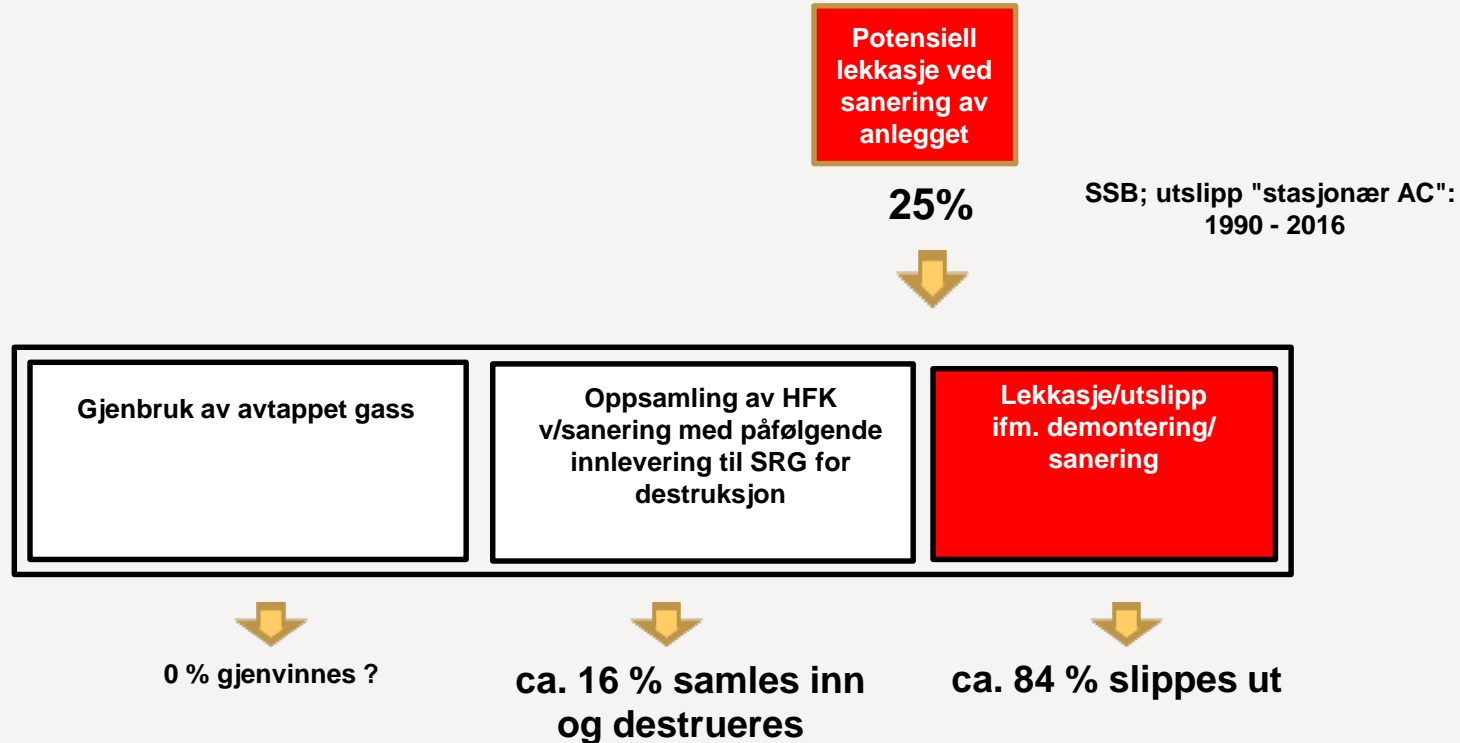 Potensiell
lekkasje ved
sanering av
anlegget
25%
SSB; utslipp "stasjonær AC":
1990 - 2016
Gjenbruk av avtappet gass
Oppsamling av HFK
v/sanering med påfølgende
innlevering til SRG for
destruksjon
Lekkasje/utslipp
ifm. demontering/
sanering
0 % gjenvinnes ?
ca. 16 % samles inn
og destrueres
ca. 84 % slippes ut